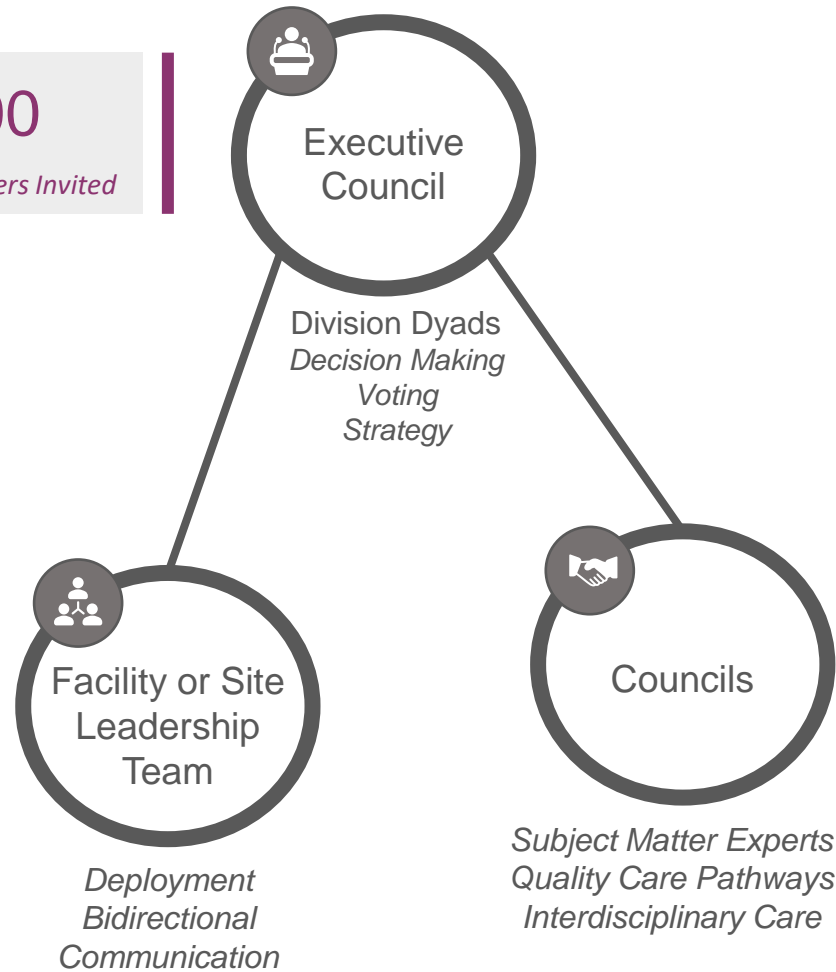 Invited
Executive
Council
Division Dyads
Decision Making
Voting
Strategy
Facility or Site
Leadership
Team
Deployment
Bidirectional
Communication
Councils
Subject Matter Experts
Quality Care Pathways
Interdisciplinary Care